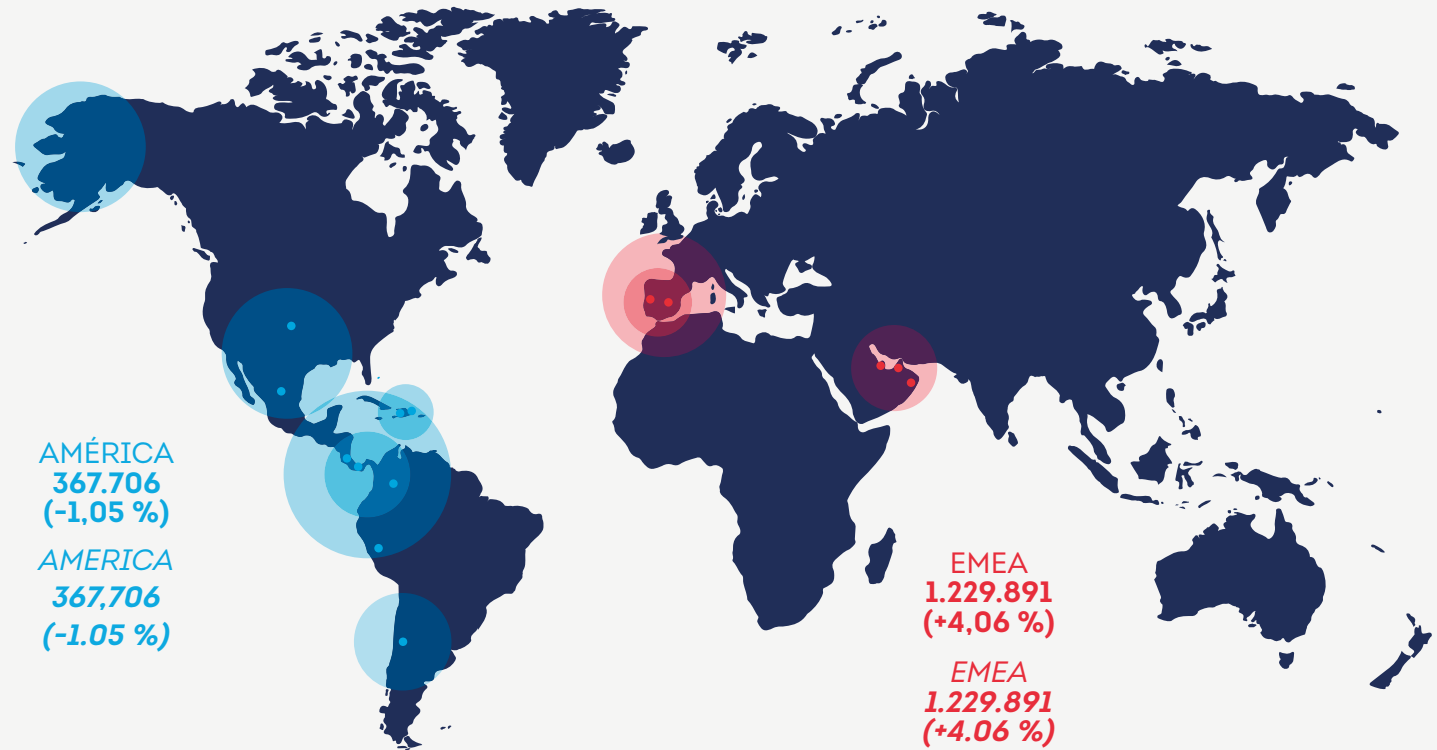 AMÉRICA
367.706
(-1,05 %)
AMERICA
367,706
(-1.05 %)
EMEA
1.229.891
(+4,06 %)
EMEA
1.229.891
(+4.06 %)